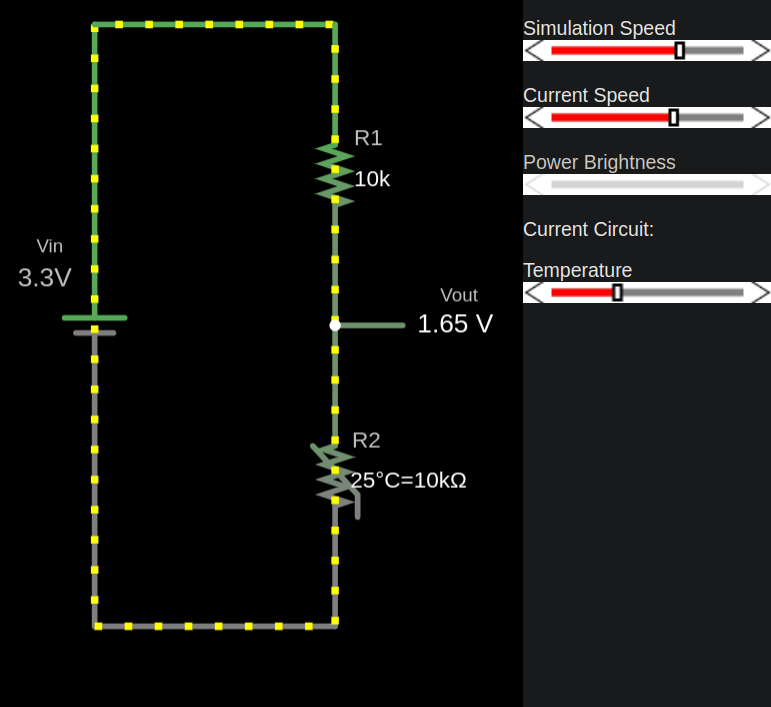 Simulation Speed
Current Speed
Power Brightness
Current Circuit:
Temperature
R1
10k
Vin
3.3V
Vout
1.65 V
R2
25°C=10kΩ